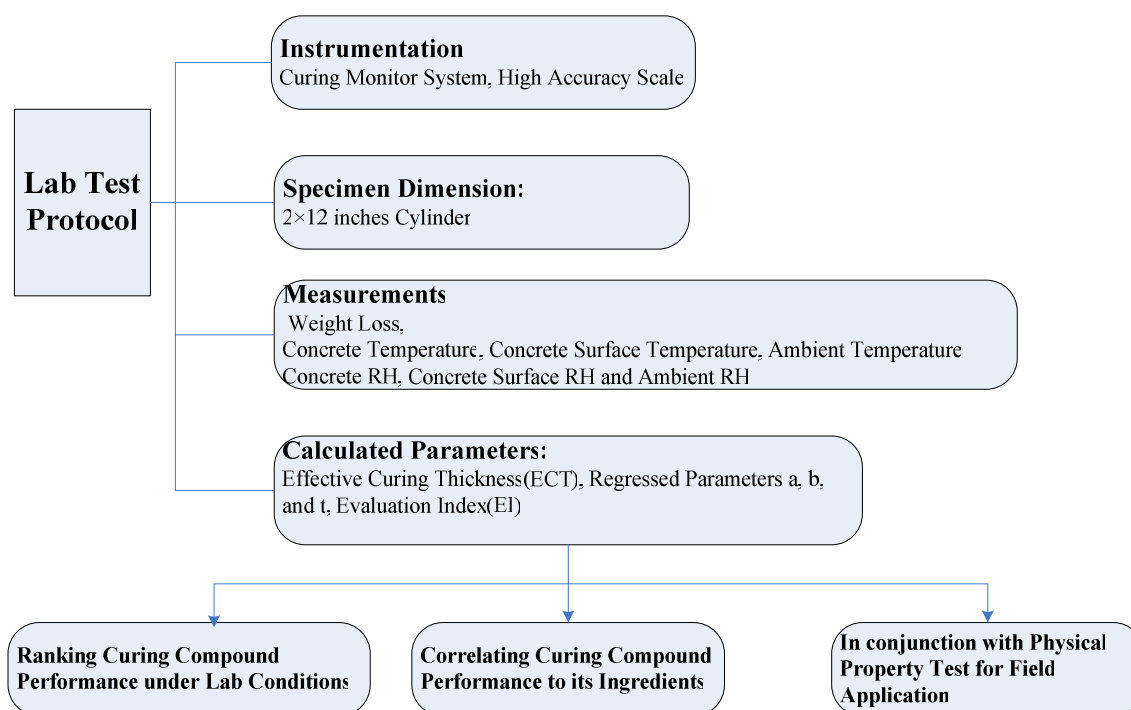 Instrumentation
Curing Monitor System, High Accuracy Scale
Lab Test
Protocol
Specimen Dimension:
2×12 inches Cylinder
Measurements
Weight Loss,
Concrete Temperature, Concrete Surface Temperature, Ambient Temperature
Concrete RH, Concrete Surface RH and Ambient RH
Calculated Parameters:
Effective Curing Thickness(ECT), Regressed Parameters a, b,
and t, Evaluation Index(EI)
Ranking Curing Compound
Performance under Lab Conditions
Correlating Curing Compound
Performance to its Ingredients
In conjunction with Physical
Property Test for Field
Application